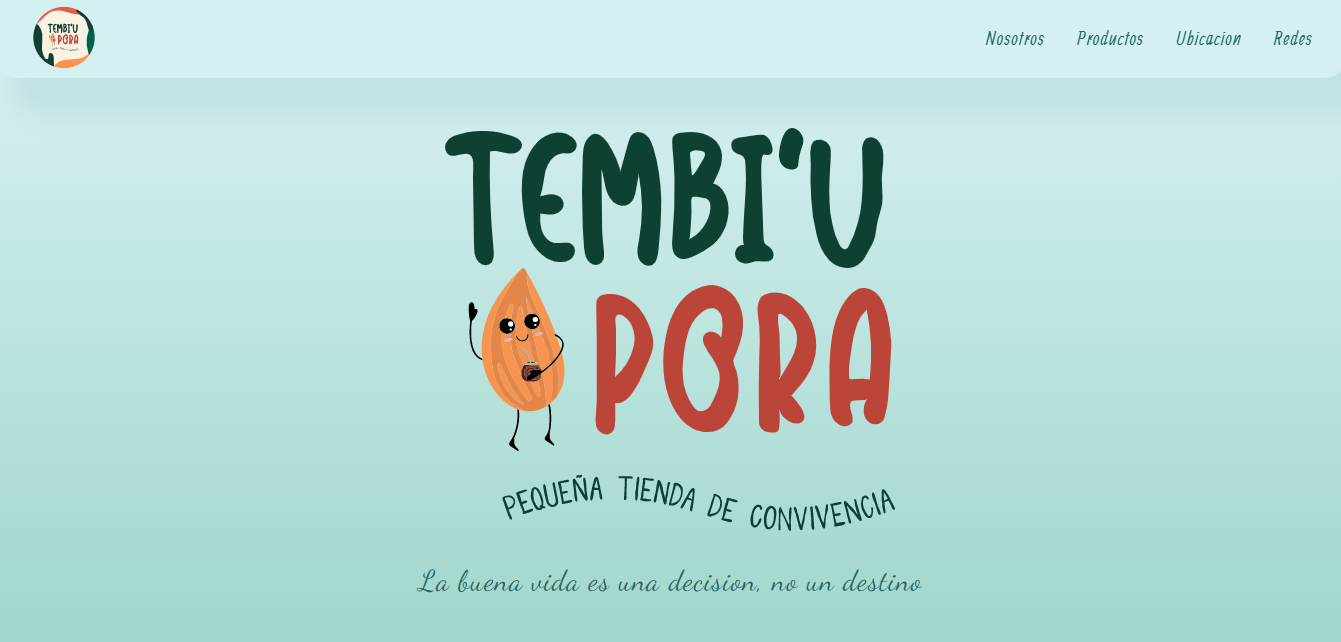 TEMBI'U
PORA
Nosotros Productos Ubicacion Redes
TEMBI'U
PORA
PEQUEÑA TIENDA DE CONVIVENCIA
La buena vida es una decision, no un destino